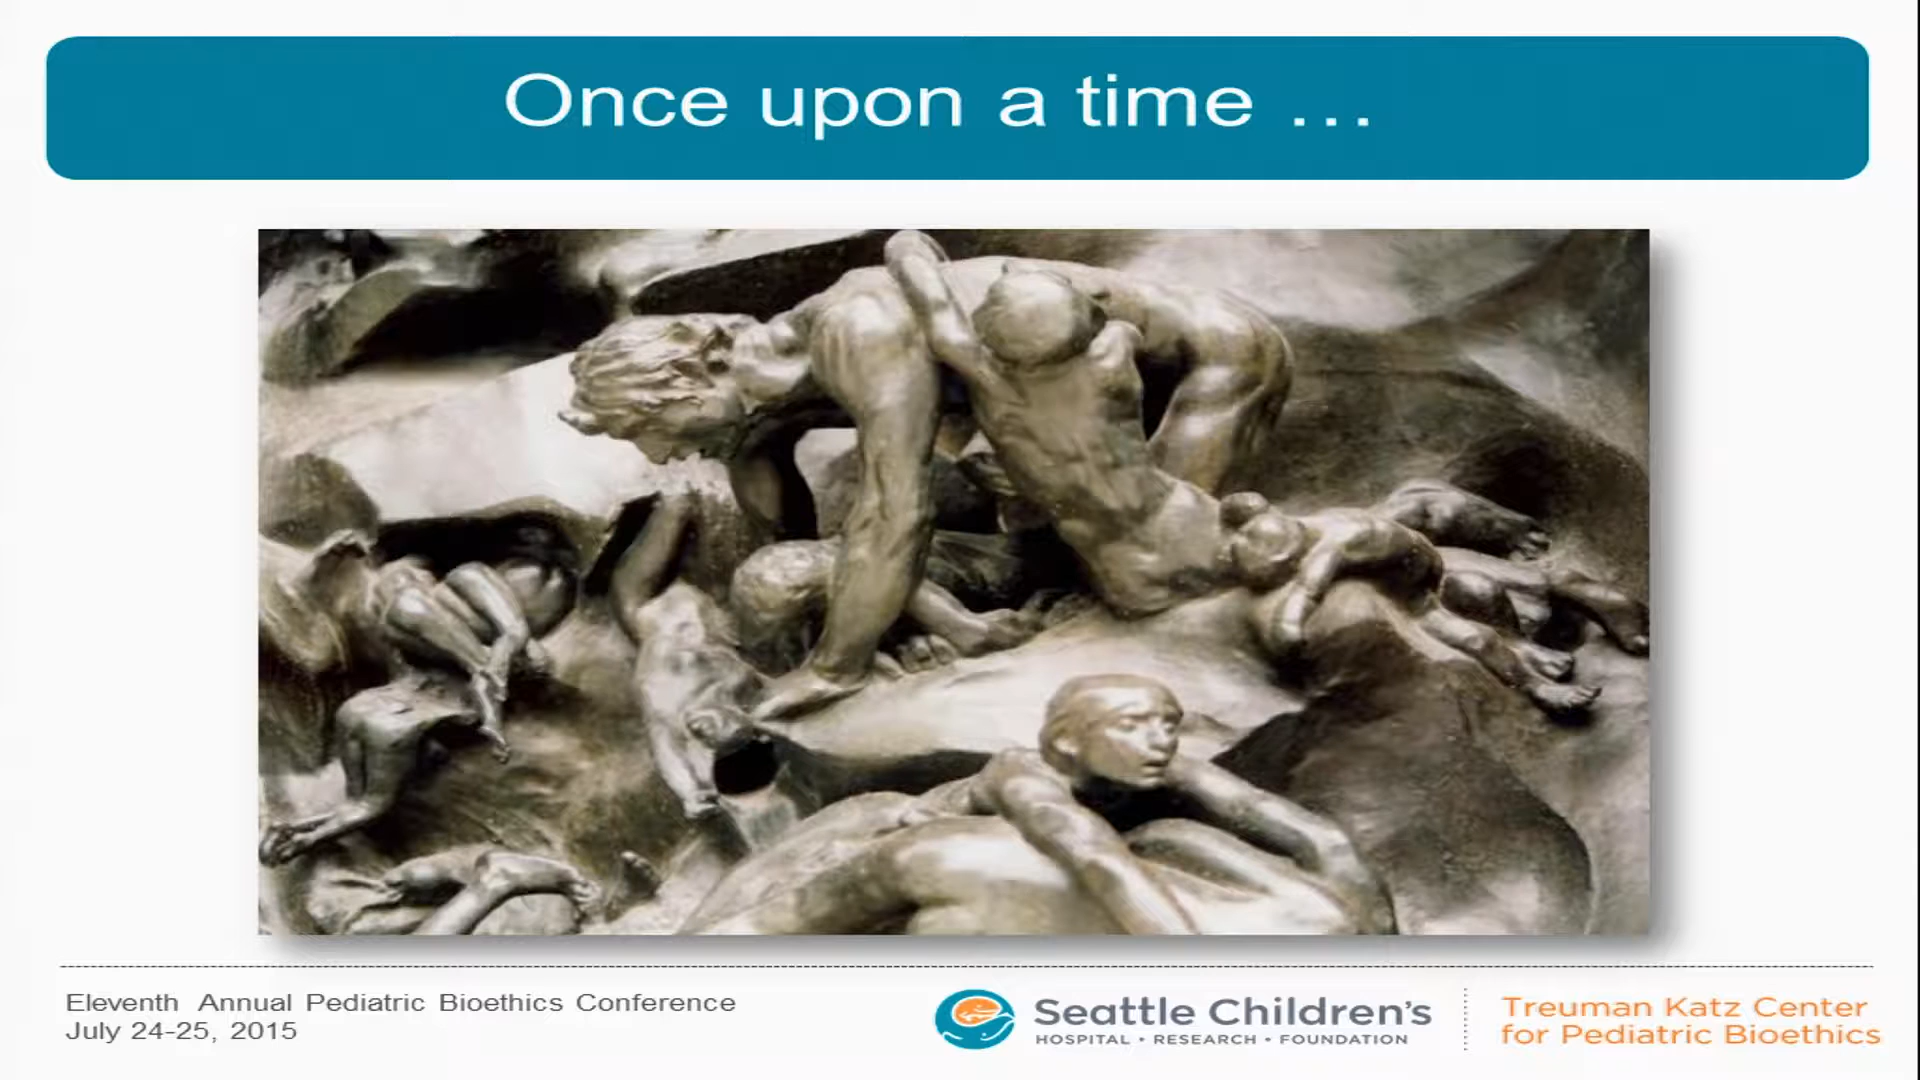 Once upon a time ...
Eleventh Annual Pediatric Bioethics Conference
July 24-25, 2015
Seattle Children's
HOSPITAL • RESEARCH • FOUNDATION
Treuman Katz Center
for Pediatric Bioethics